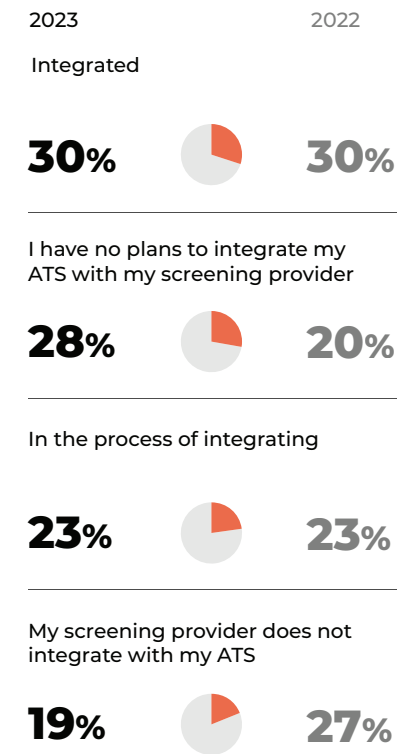 2023 2022
Integrated
30% 30%
I have no plans to integrate my
ATS with my screening provider
28% 20%
In the process of integrating
23% 23%
My screening provider does not
integrate with my ATS
19% 27%